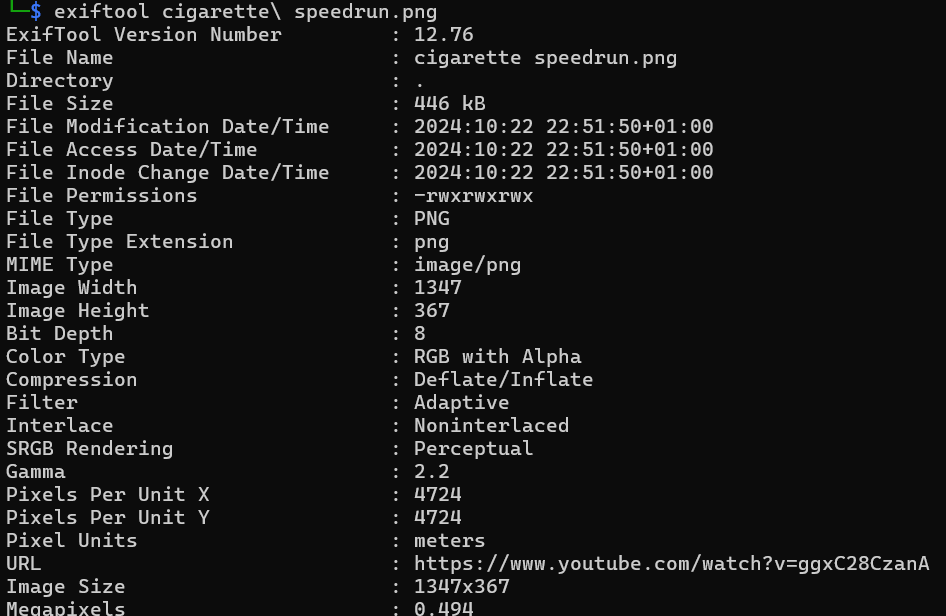 └─$ exiftool cigarette\ speedrun.png
ExifTool Version Number : 12.76
File Name : cigarette speedrun.png
Directory : .
File Size : 446 kB
File Modification Date/Time : 2024:10:22 22:51:50+01:00
File Access Date/Time : 2024:10:22 22:51:50+01:00
File Inode Change Date/Time : 2024:10:22 22:51:50+01:00
File Permissions : -rwxrwxrwx
File Type : PNG
File Type Extension : png
MIME Type : image/png
Image Width : 1347
Image Height : 367
Bit Depth : 8
Color Type : RGB with Alpha
Compression : Deflate/Inflate
Filter : Adaptive
Interlace : Noninterlaced
SRGB Rendering : Perceptual
Gamma : 2.2
Pixels Per Unit X : 4724
Pixels Per Unit Y : 4724
Pixel Units : meters
URL : https://www.youtube.com/watch?v=ggxC28CzanA
Image Size : 1347x367
Megapixels : 0.494